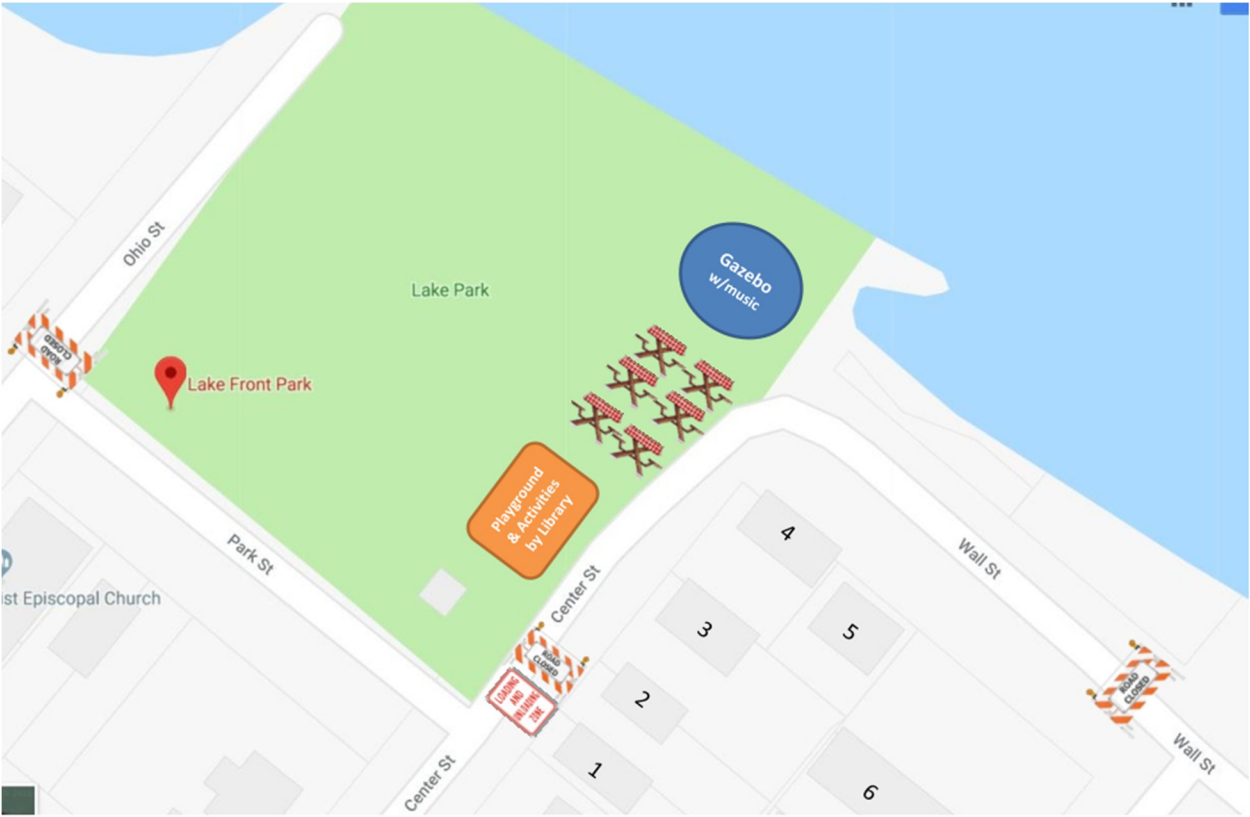 Ohio St
ROAD
CLOSED
Lake Park
Gazebo
w/music
Lake Front Park
Playground
& Activities
by Library
Park St
ist Episcopal Church
Center St
ROAD
CLOSED
LOADING
AND
UNLOADING
ZONE
Center St
1
2
3
4
5
6
Wall St
ROAD
CLOSED
Wall St